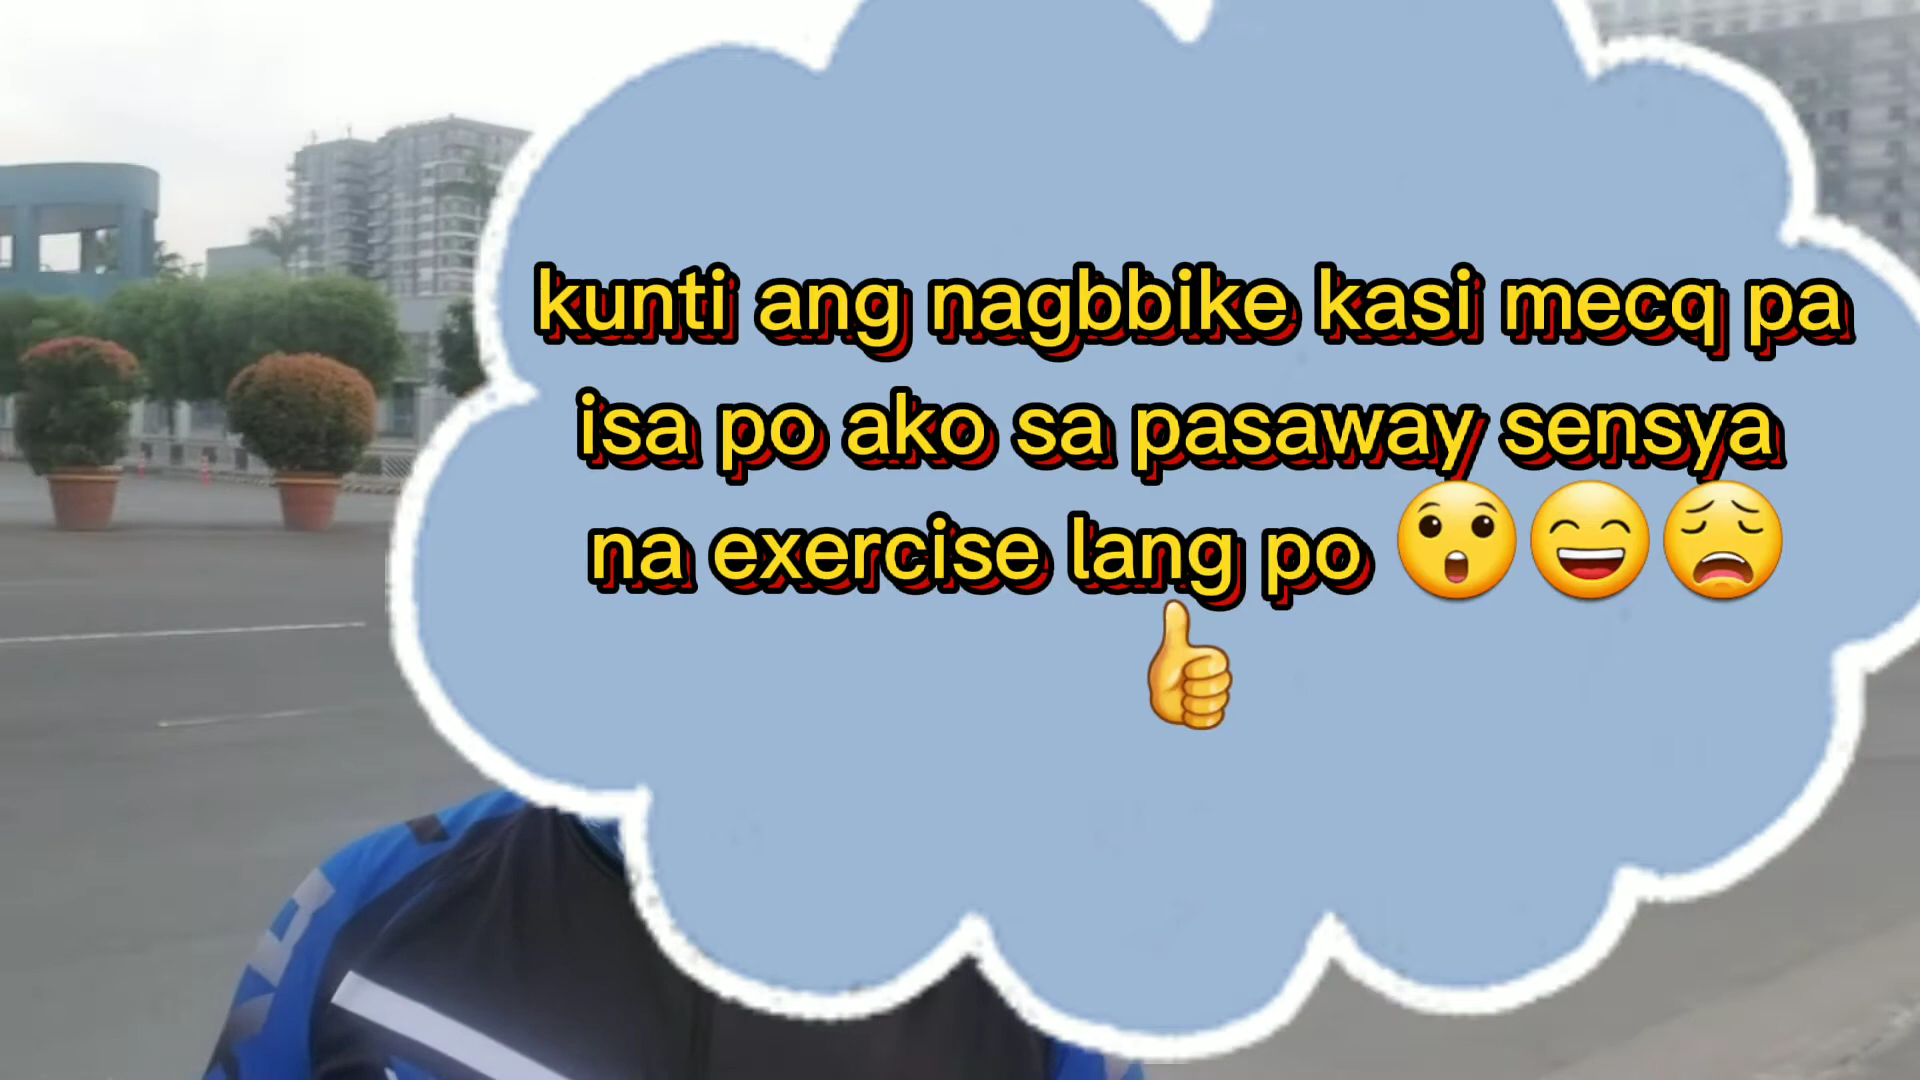 kunti ang nagbbike kasi mecq pa
isa po ako sa pasaway sensya
na exercise lang po 😲😄😩
👍